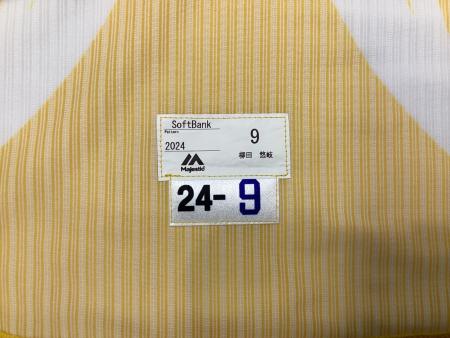 SoftBank
Pattern
2024
9
柳田 悠岐
Majestic
24-9